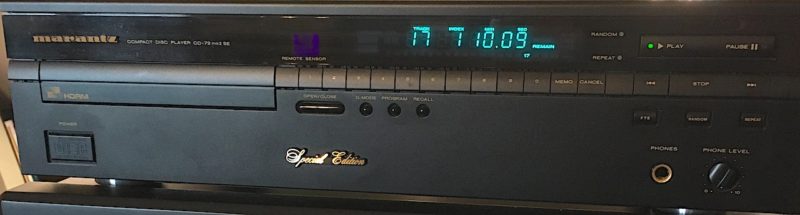 marantz
COMPACT DISC PLAYER CD-72 mkII SE
TRACK INDEX MIN SEC
17 1 10.09 REMAIN
17
RANDOM
REPEAT
PLAY PAUSE
REMOTE SENSOR
MEMO CANCEL
STOP
HDAM
OPEN/CLOSE
Q-MODE PROGRAM RECALL
FTS RANDOM REPEAT
POWER
Special Edition
PHONES PHONE LEVEL
0 10